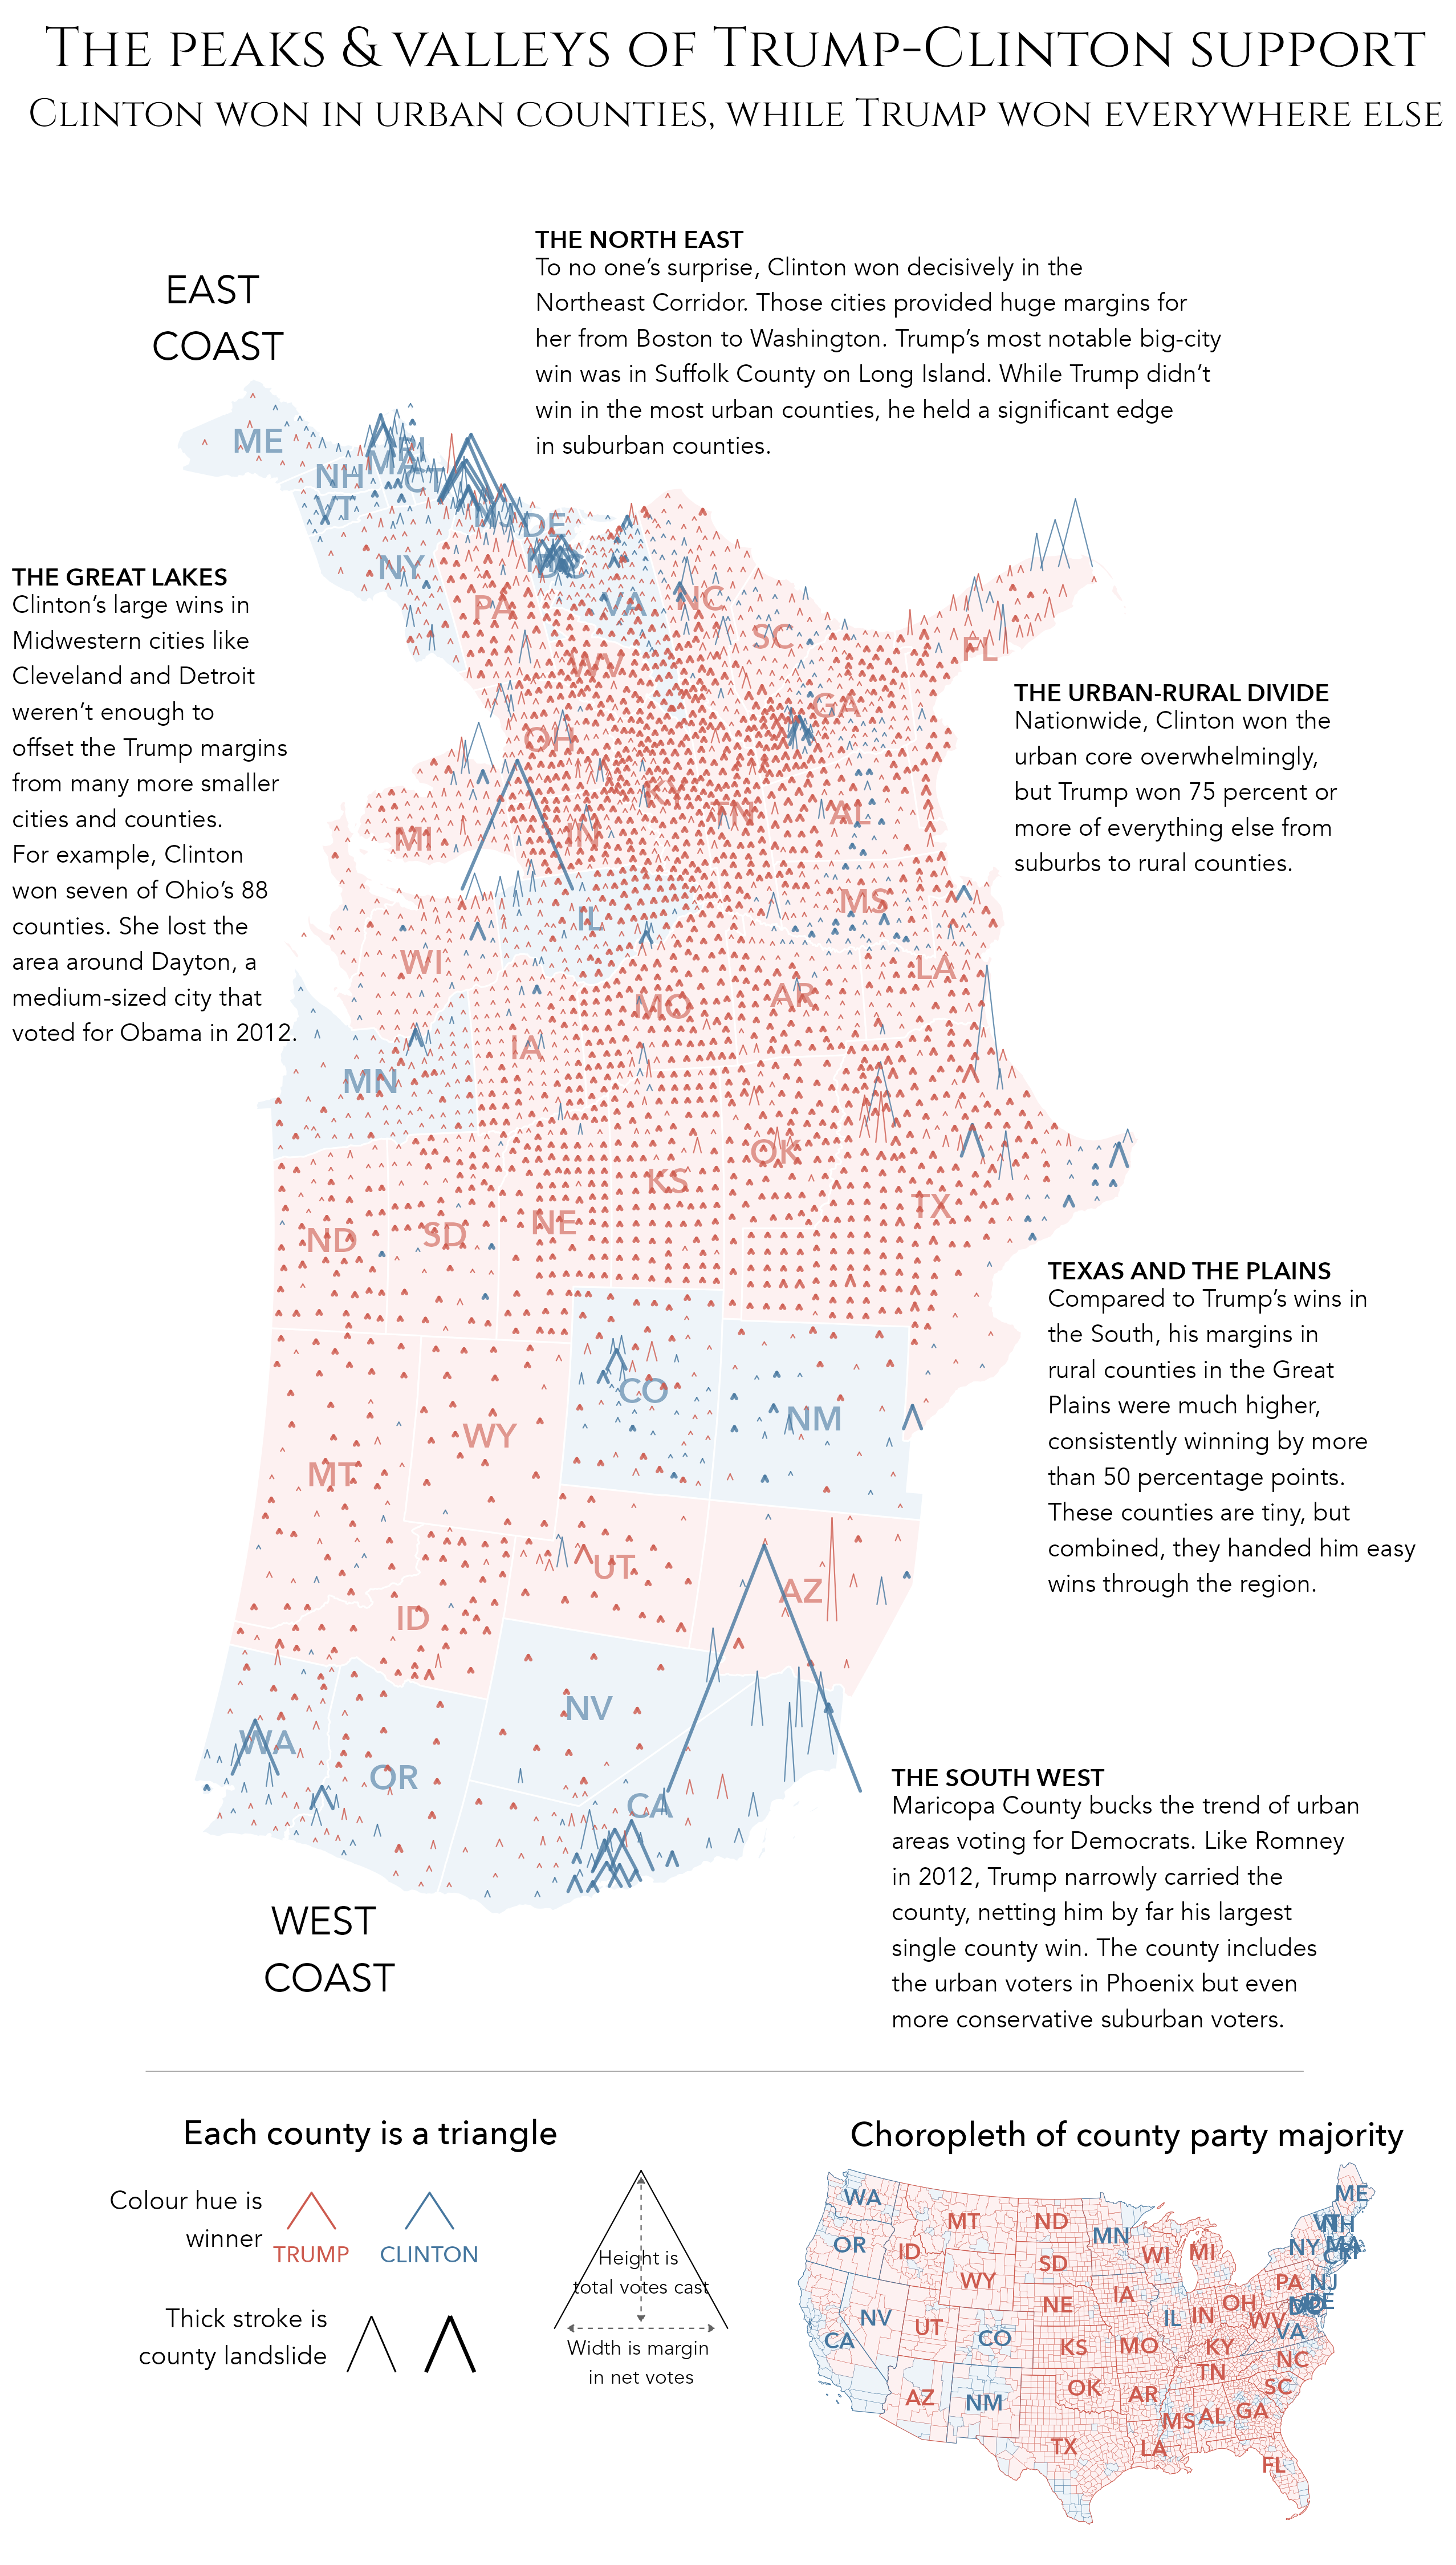 The peaks & valleys of Trump-Clinton support
Clinton won in urban counties, while Trump won everywhere else
EAST
COAST
THE NORTH EAST
To no one's surprise, Clinton won decisively in the
Northeast Corridor. Those cities provided huge margins for
her from Boston to Washington. Trump's most notable big-city
win was in Suffolk County on Long Island. While Trump didn't
win in the most urban counties, he held a significant edge
in suburban counties.
THE GREAT LAKES
Clinton's large wins in
Midwestern cities like
Cleveland and Detroit
weren't enough to
offset the Trump margins
from many more smaller
cities and counties.
For example, Clinton
won seven of Ohio's 88
counties. She lost the
area around Dayton, a
medium-sized city that
voted for Obama in 2012.
THE URBAN-RURAL DIVIDE
Nationwide, Clinton won the
urban core overwhelmingly,
but Trump won 75 percent or
more of everything else from
suburbs to rural counties.
TEXAS AND THE PLAINS
Compared to Trump's wins in
the South, his margins in
rural counties in the Great
Plains were much higher,
consistently winning by more
than 50 percentage points.
These counties are tiny, but
combined, they handed him easy
wins through the region.
THE SOUTH WEST
Maricopa County bucks the trend of urban
areas voting for Democrats. Like Romney
in 2012, Trump narrowly carried the
county, netting him by far his largest
single county win. The county includes
the urban voters in Phoenix but even
more conservative suburban voters.
ME
NH
MA
RI
CT
VT
NJ
DE
NY
DC
PA
VA
NC
SC
FL
WV
GA
OH
KY
TN
AL
MI
IN
MS
IL
WI
LA
MO
AR
IA
MN
OK
KS
TX
NE
SD
ND
CO
NM
WY
MT
UT
AZ
ID
NV
WA
OR
CA
WEST
COAST
Each county is a triangle
Colour hue is
winner
TRUMP
CLINTON
Thick stroke is
county landslide
Height is
total votes cast
Width is margin
in net votes
Choropleth of county party majority
WA
MT
ND
MN
ME
VT
NH
OR
ID
SD
WI
MI
NY
MA
CT
RI
WY
NE
IA
PA
NJ
NV
UT
CO
IL
IN
OH
WV
DE
CA
KS
MO
KY
VA
TN
NC
AZ
NM
OK
AR
SC
MS
AL
GA
TX
LA
FL